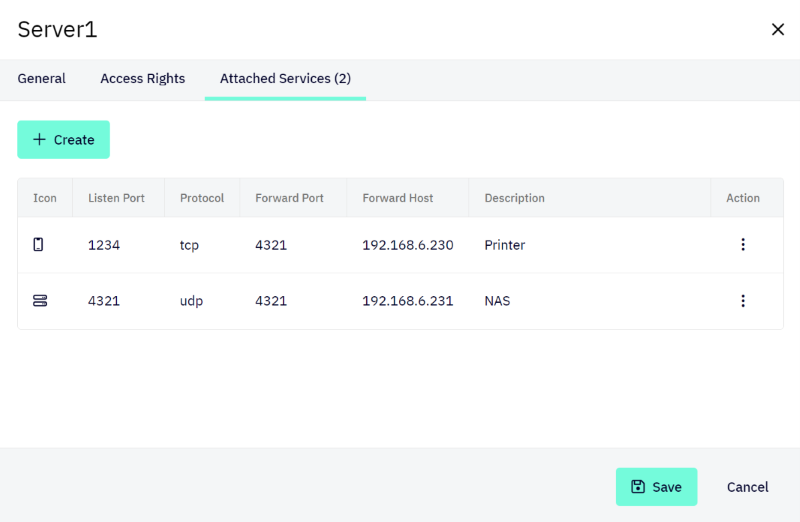 Server1
General Access Rights Attached Services (2)
Create
Icon Listen Port Protocol Forward Port Forward Host Description Action
1234 tcp 4321 192.168.6.230 Printer
4321 udp 4321 192.168.6.231 NAS
Save Cancel